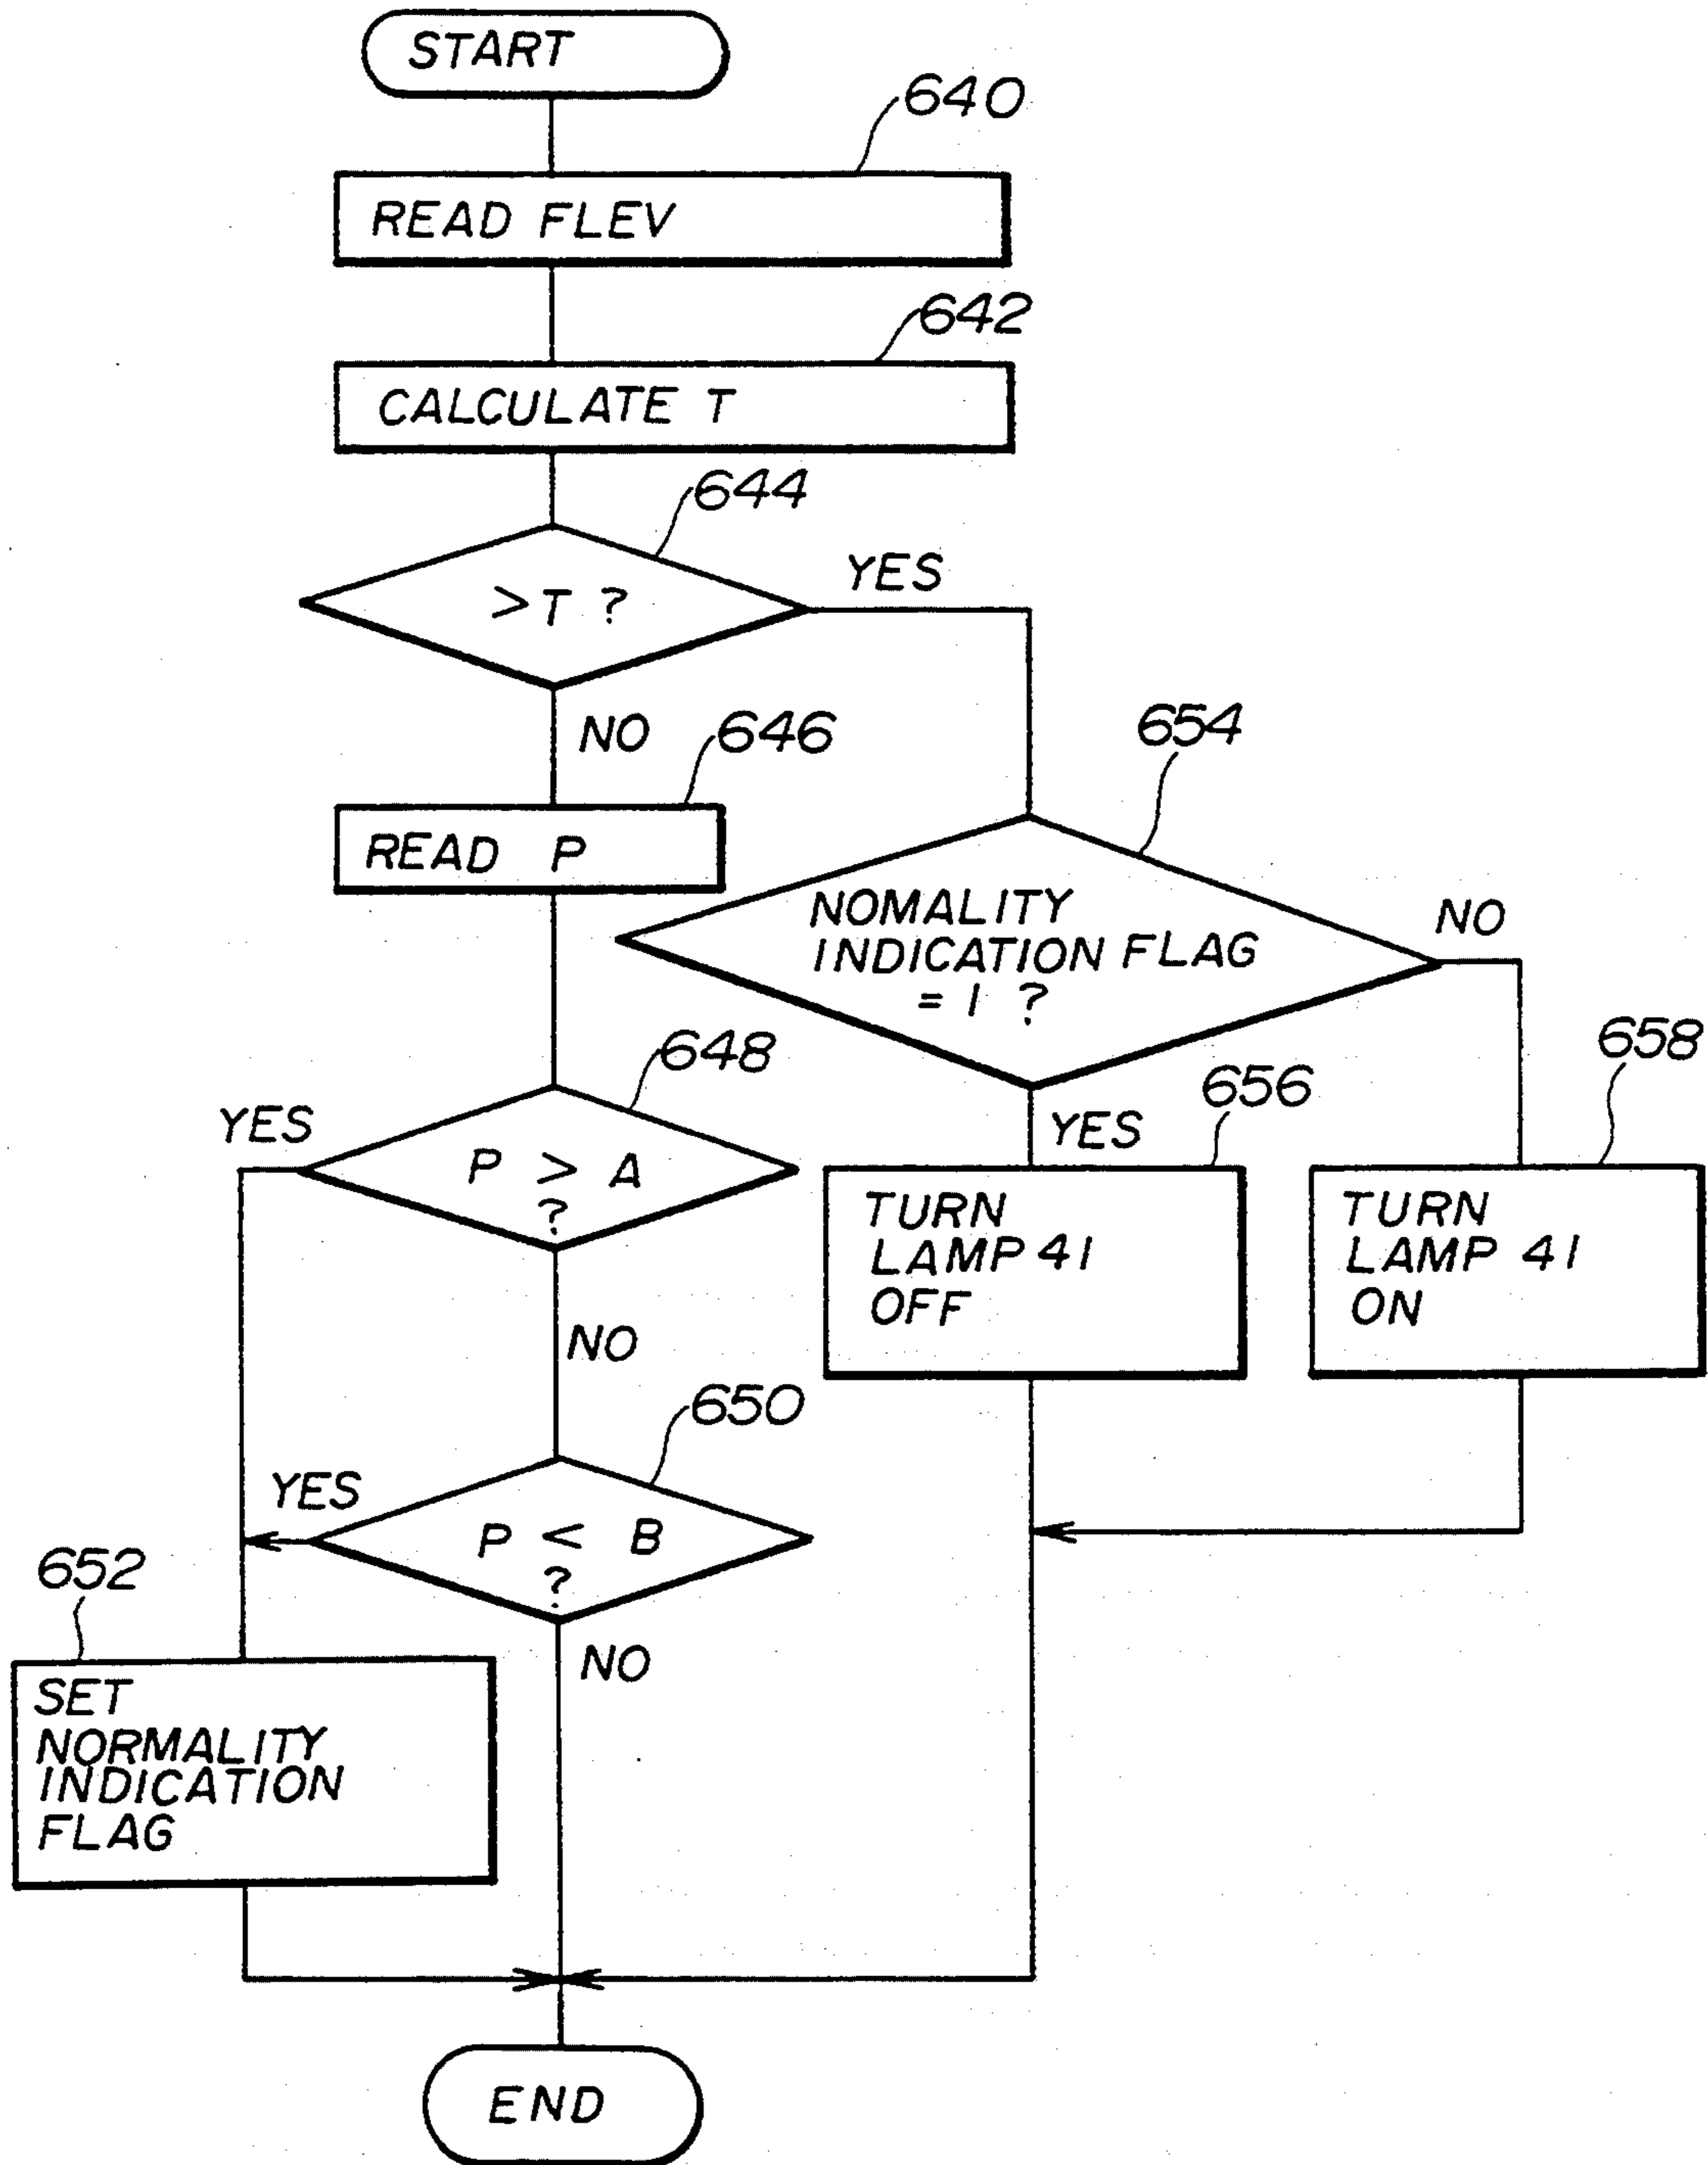 START
640
READ FLEV
642
CALCULATE T
644
>T ?
YES
NO
646
READ P
654
NOMALITY
INDICATION FLAG
= 1 ?
NO
648
YES
P > A
?
NO
YES
656
TURN
LAMP 41
OFF
658
TURN
LAMP 41
ON
650
YES
P < B
?
NO
652
SET
NORMALITY
INDICATION
FLAG
END